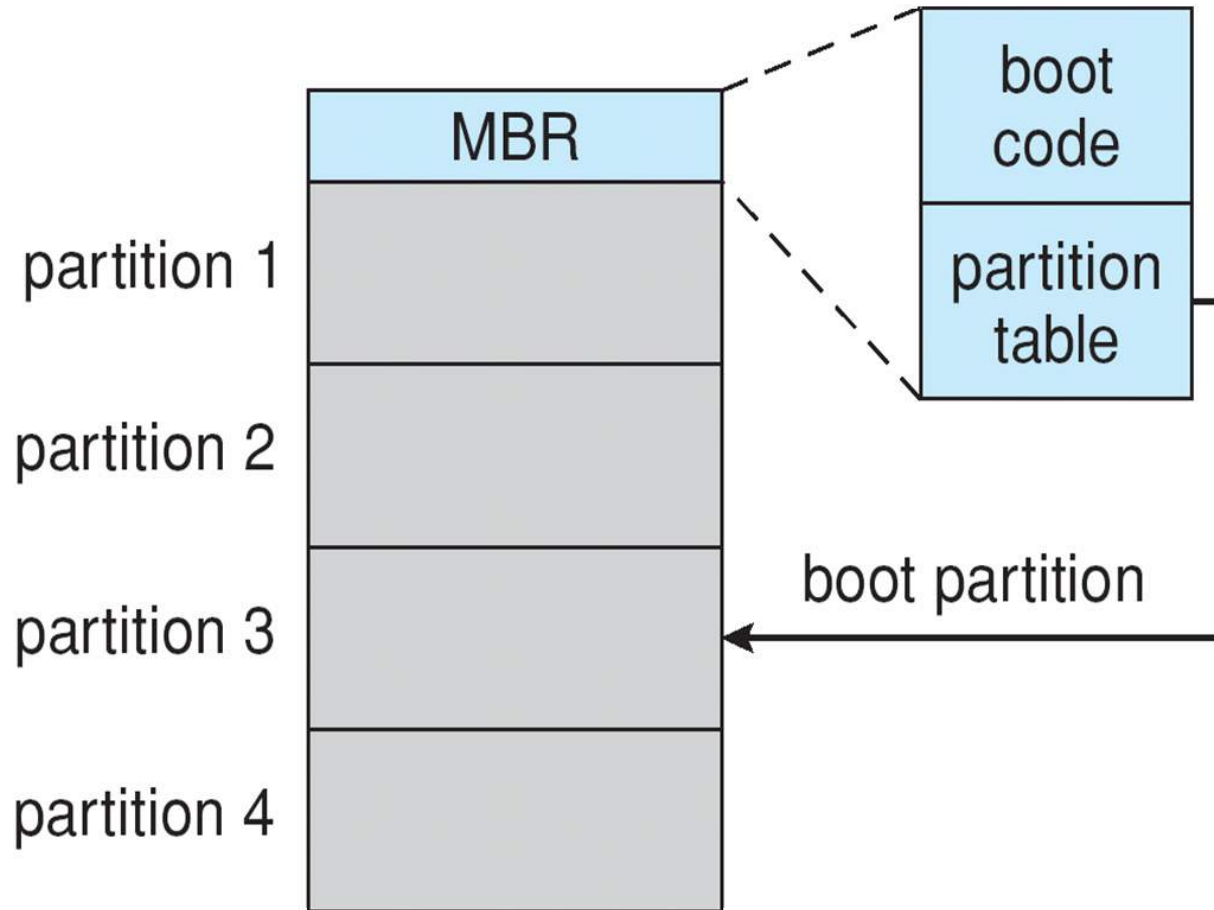 MBR
boot
code
partition
table
partition 1
partition 2
boot partition
partition 3
partition 4